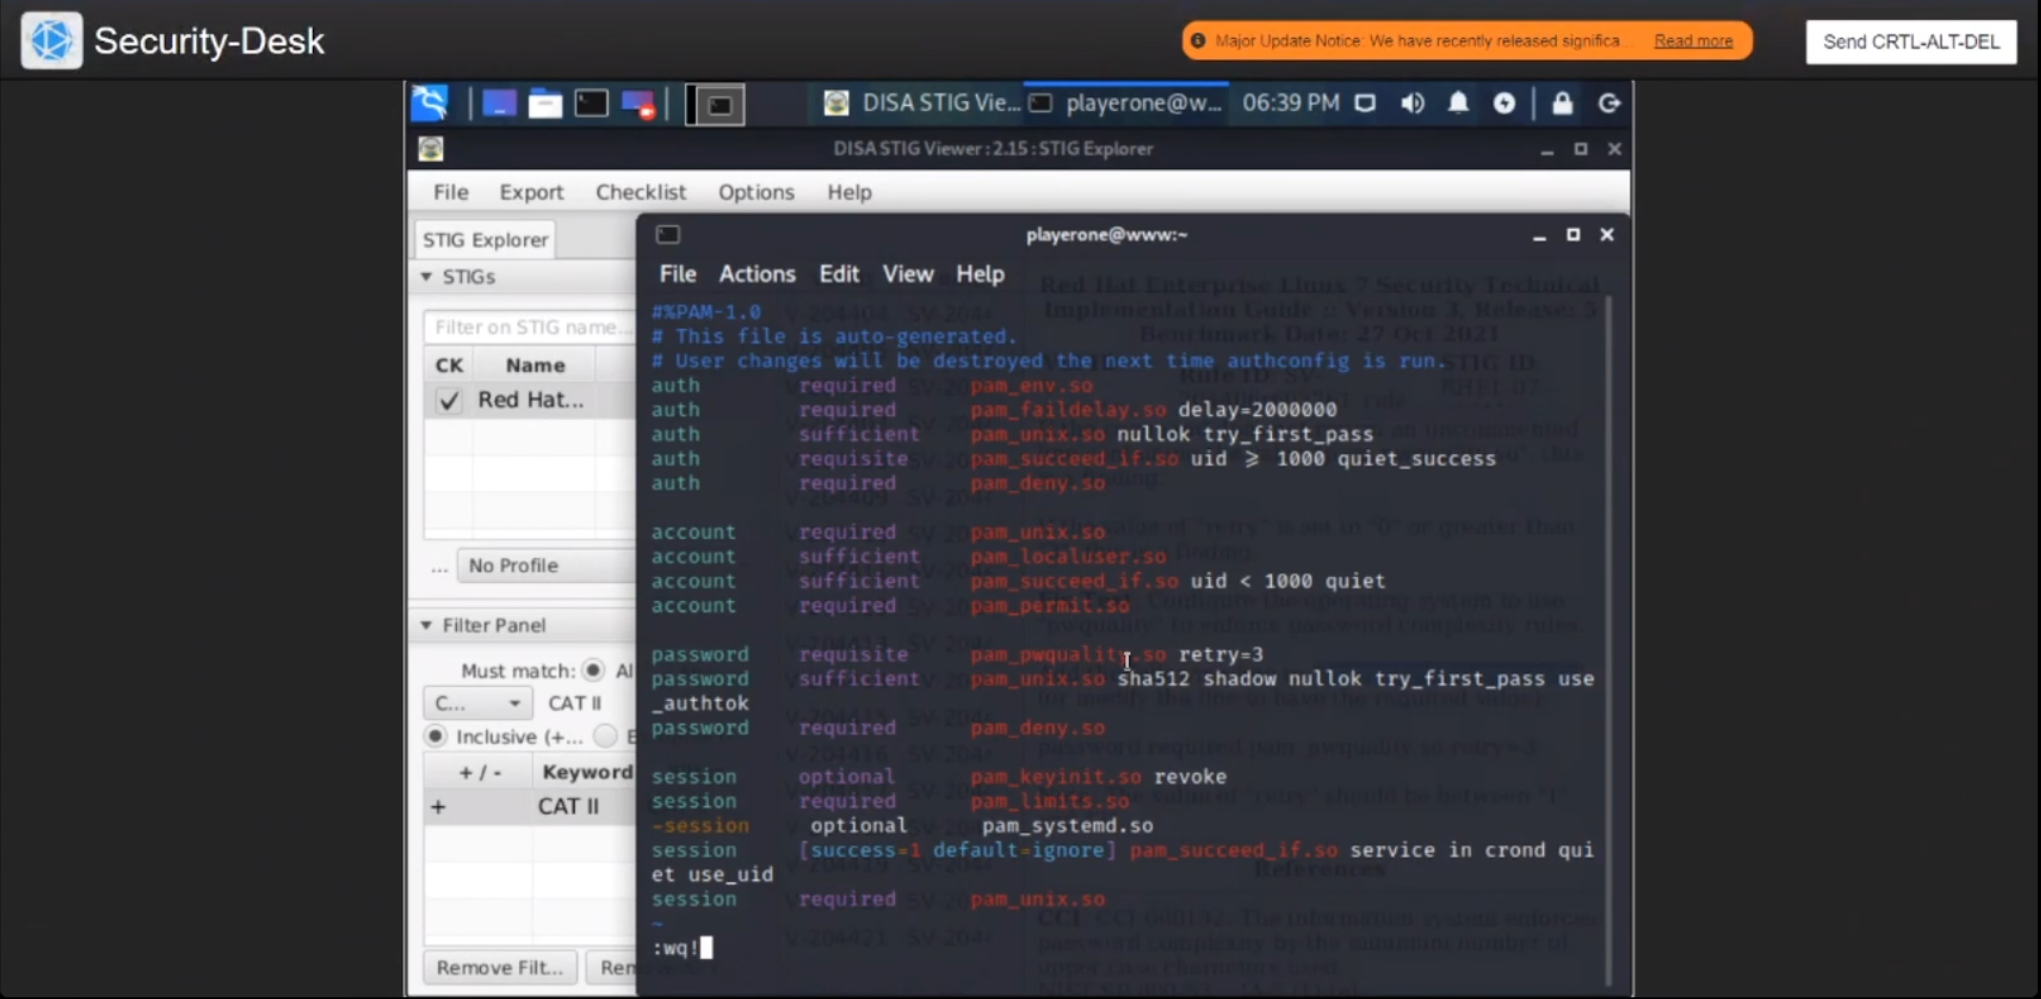 Security-Desk
Major Update Notice: We have recently released significa... Read more
Send CRTL-ALT-DEL
DISA STIG Vie... playerone@w... 06:39 PM
DISA STIG Viewer : 2.15 : STIG Explorer
File Export Checklist Options Help
STIG Explorer
STIGs
Filter on STIG name...
CK Name
Red Hat...
... No Profile
Filter Panel
Must match: Al
C... CAT II
Inclusive (+... E
+ / - Keyword
+ CAT II
Remove Filt... Rem
playerone@www:~
File Actions Edit View Help
#%PAM-1.0
# This file is auto-generated.
# User changes will be destroyed the next time authconfig is run.
auth required pam_env.so
auth required pam_faildelay.so delay=2000000
auth sufficient pam_unix.so nullok try_first_pass
auth requisite pam_succeed_if.so uid >= 1000 quiet_success
auth required pam_deny.so
account required pam_unix.so
account sufficient pam_localuser.so
account sufficient pam_succeed_if.so uid < 1000 quiet
account required pam_permit.so
password requisite pam_pwquality.so retry=3
password sufficient pam_unix.so sha512 shadow nullok try_first_pass use
_authtok
password required pam_deny.so
session optional pam_keyinit.so revoke
session required pam_limits.so
-session optional pam_systemd.so
session [success=1 default=ignore] pam_succeed_if.so service in crond qui
et use_uid
session required pam_unix.so
~
:wq!
Red Hat Enterprise Linux 7 Security Technical
Implementation Guide :: Version 3, Release: 5
Benchmark Date: 27 Oct 2021